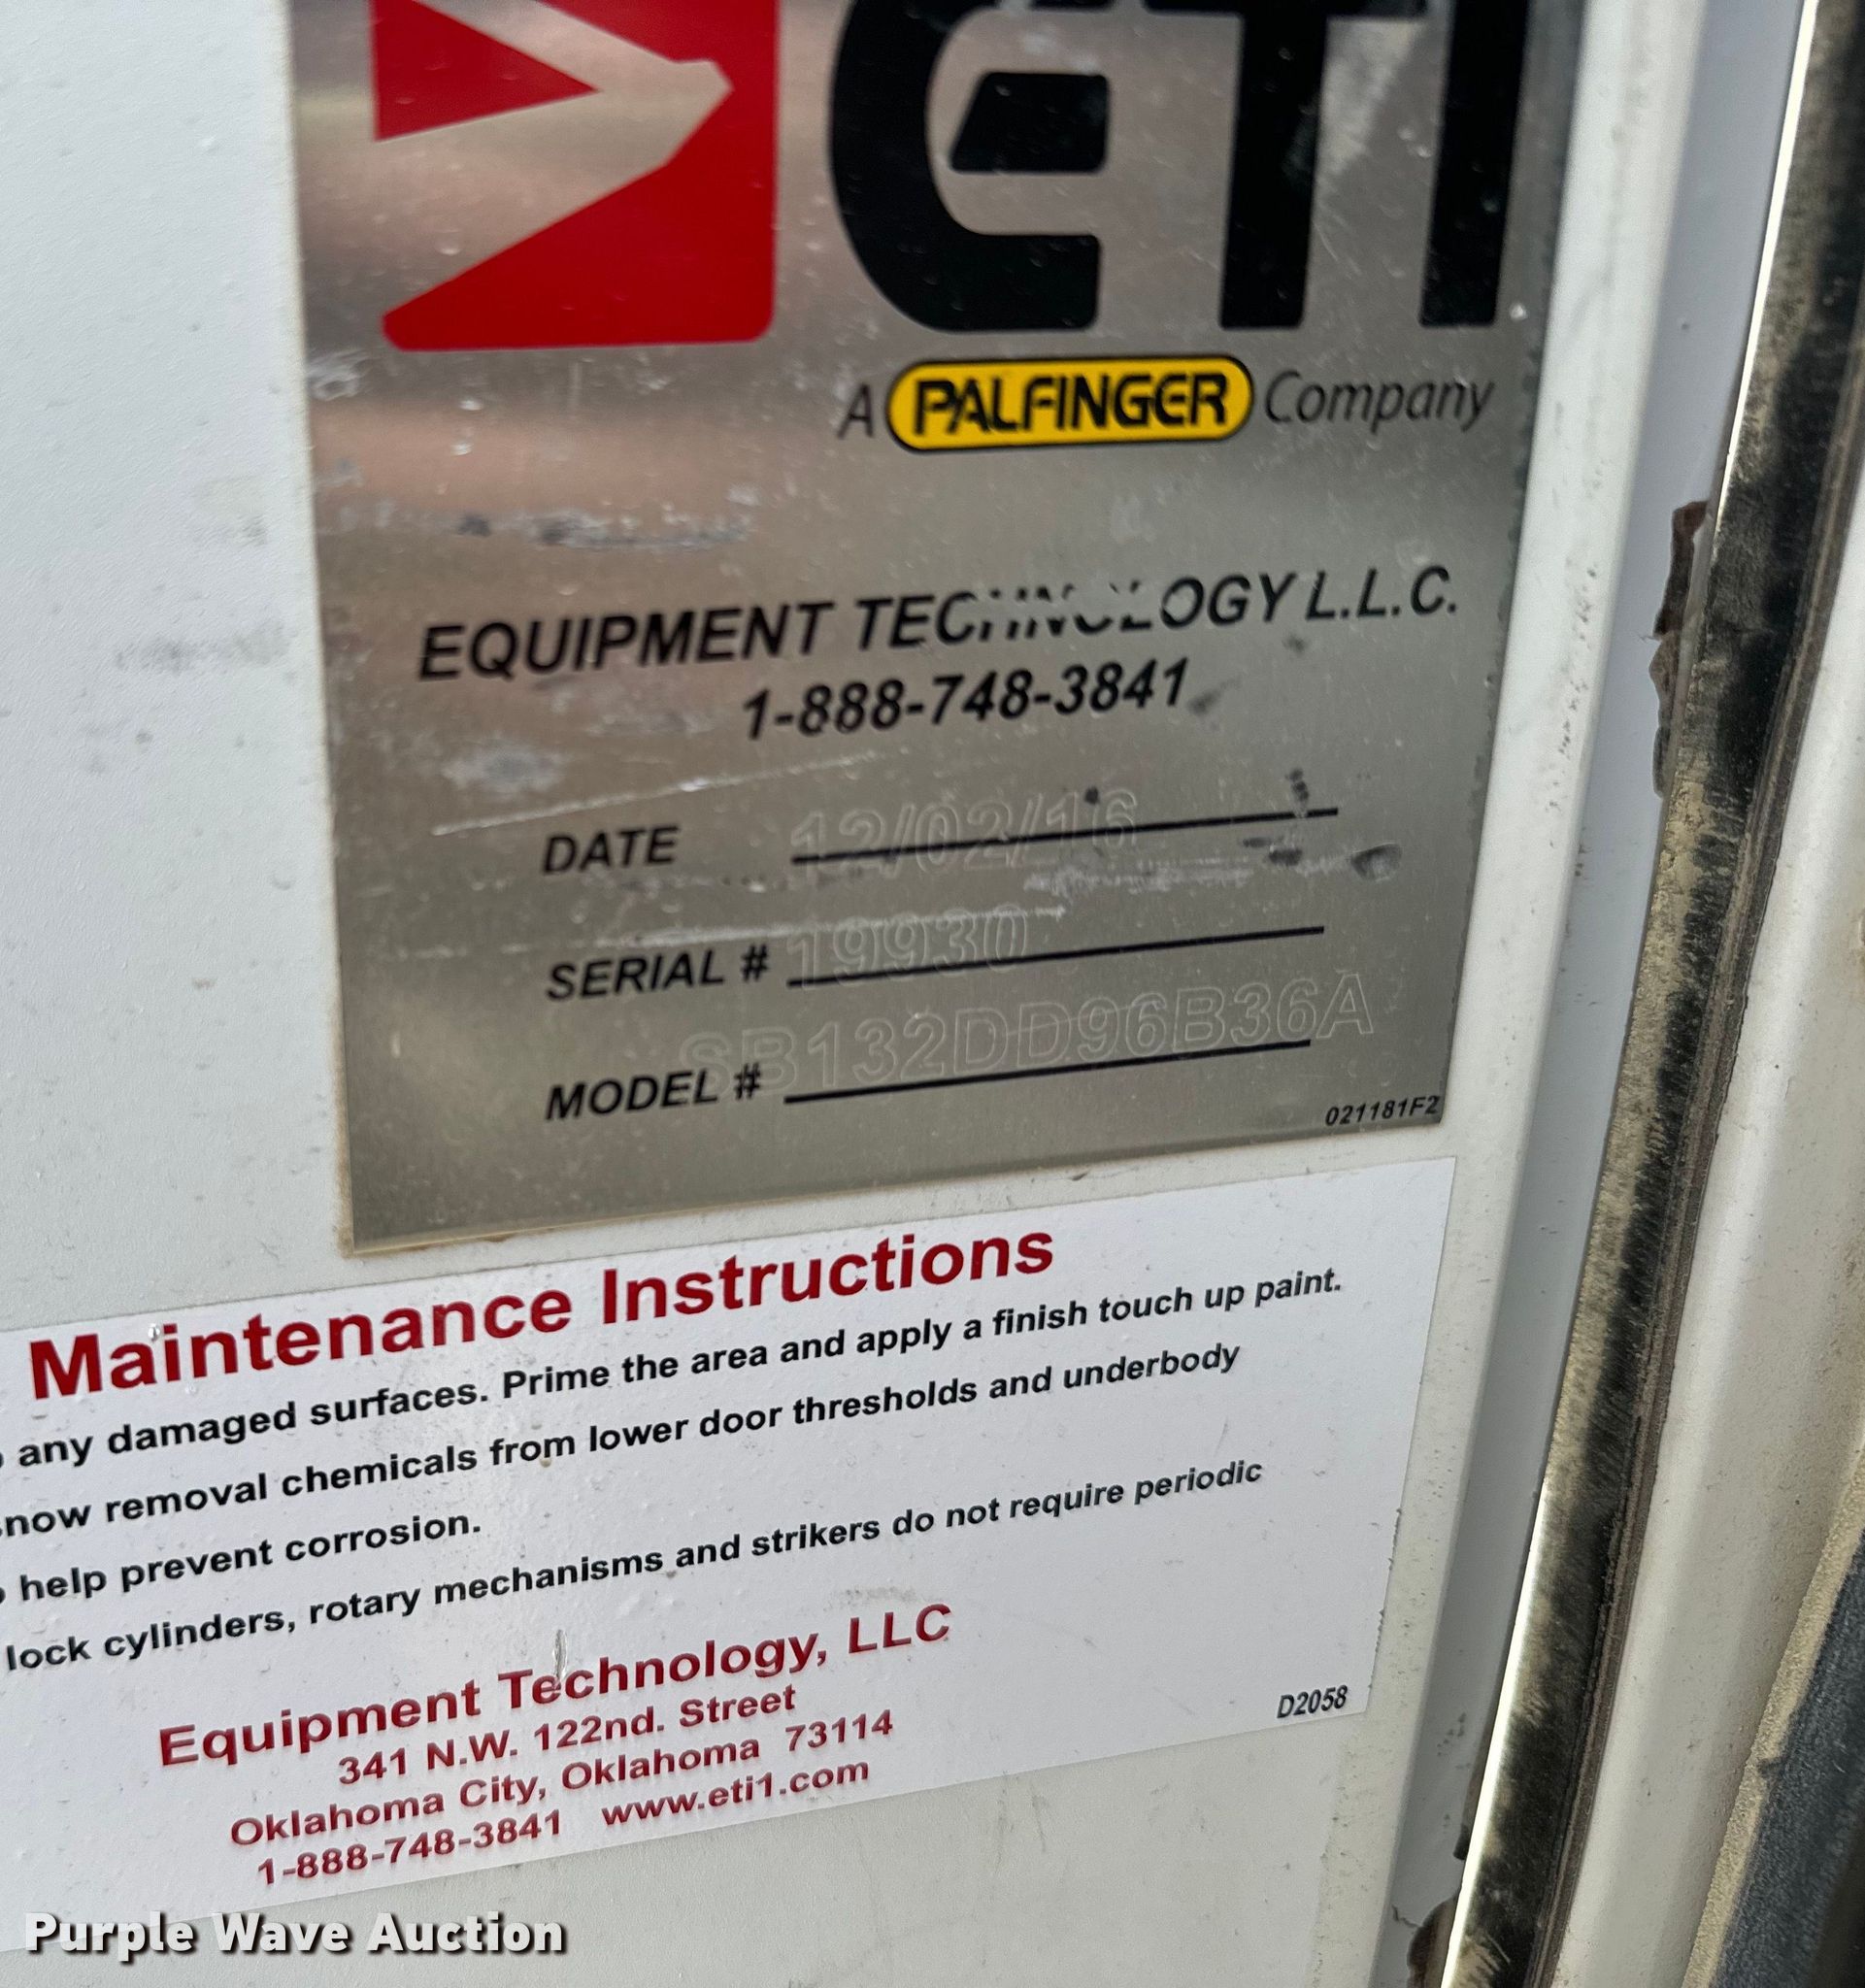 ETI
A PALFINGER Company
EQUIPMENT TECHNOLOGY L.L.C.
1-888-748-3841
DATE 12/02/16
SERIAL # 19930
MODEL # SB132DD96B36A
021181F2
Maintenance Instructions
any damaged surfaces. Prime the area and apply a finish touch up paint.
now removal chemicals from lower door thresholds and underbody
help prevent corrosion.
lock cylinders, rotary mechanisms and strikers do not require periodic
Equipment Technology, LLC
341 N.W. 122nd. Street
Oklahoma City, Oklahoma 73114
1-888-748-3841 www.eti1.com
D2058
Purple Wave Auction